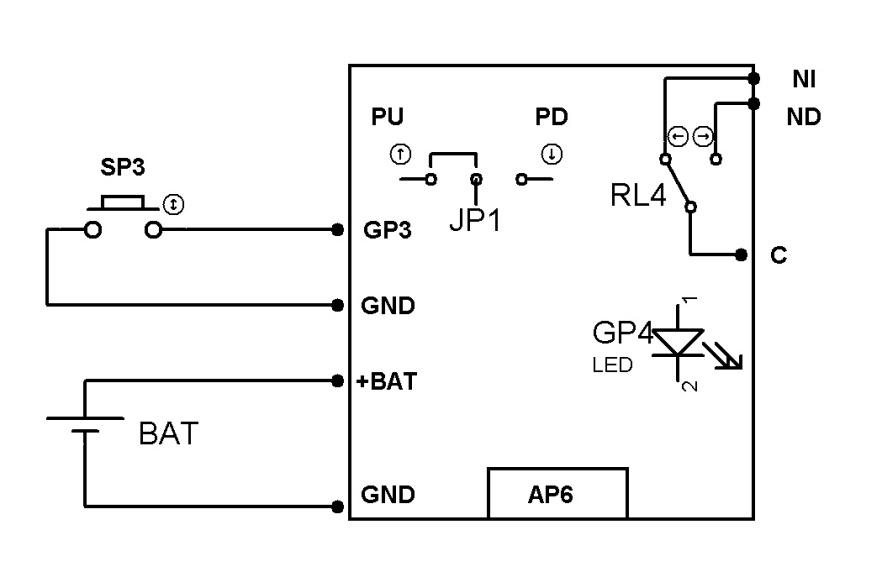 NI
PU PD ND
SP3
RL4
JP1
GP3 C
GND
1
GP4
LED
2
+BAT
BAT
GND
AP6